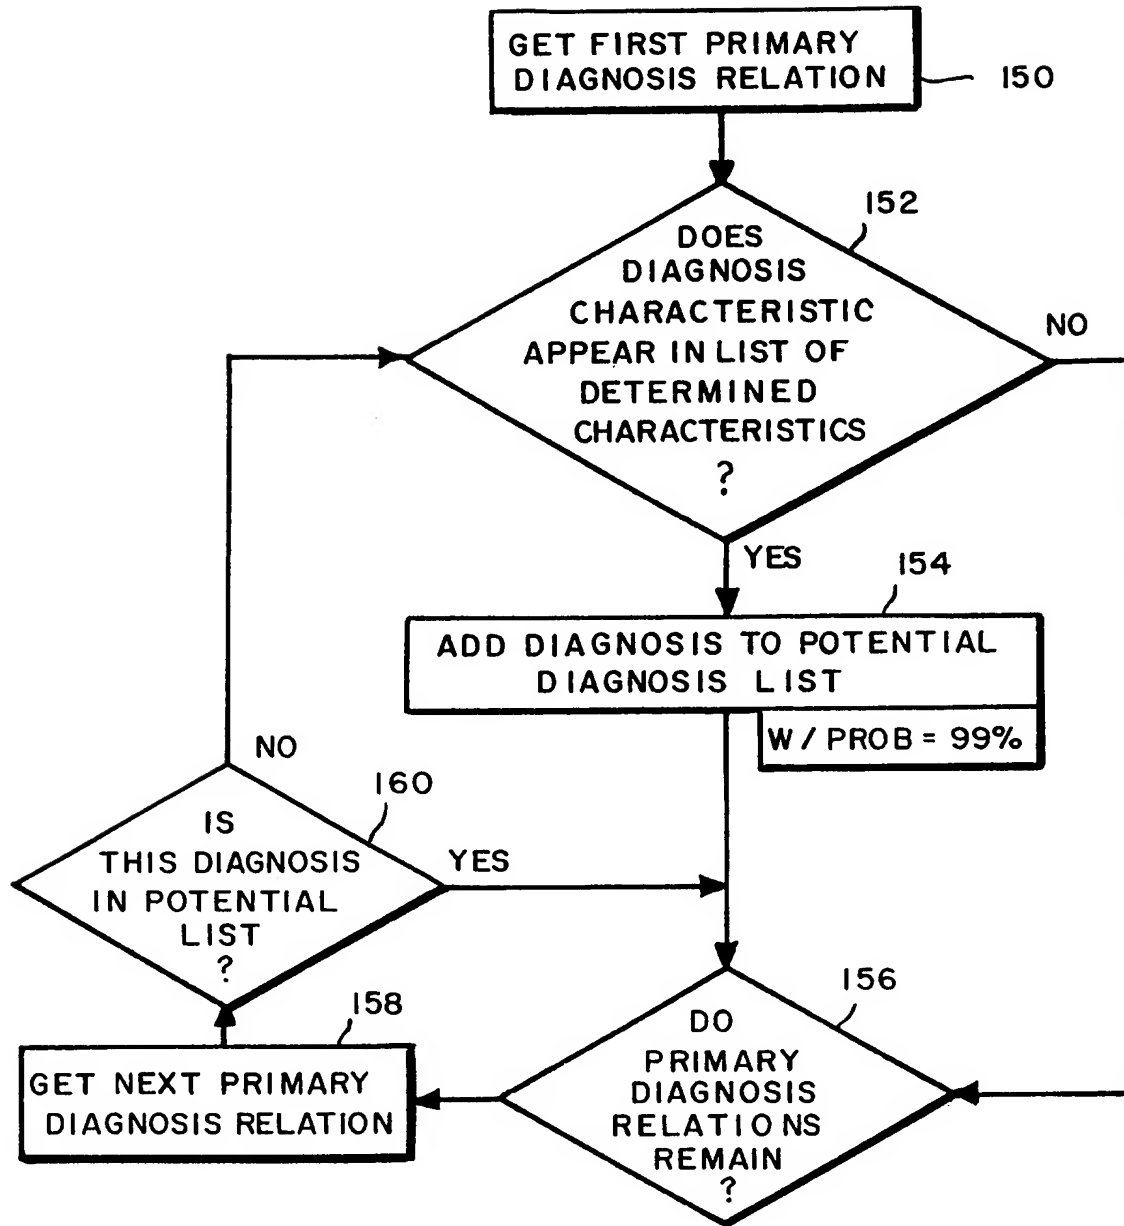 GET FIRST PRIMARY
DIAGNOSIS RELATION
150
152
DOES
DIAGNOSIS
CHARACTERISTIC
APPEAR IN LIST OF
DETERMINED
CHARACTERISTICS
?
NO
YES
154
ADD DIAGNOSIS TO POTENTIAL
DIAGNOSIS LIST
W/PROB = 99%
NO
160
IS
THIS DIAGNOSIS
IN POTENTIAL
LIST
?
YES
156
DO
PRIMARY
DIAGNOSIS
RELATIONS
REMAIN
?
158
GET NEXT PRIMARY
DIAGNOSIS RELATION